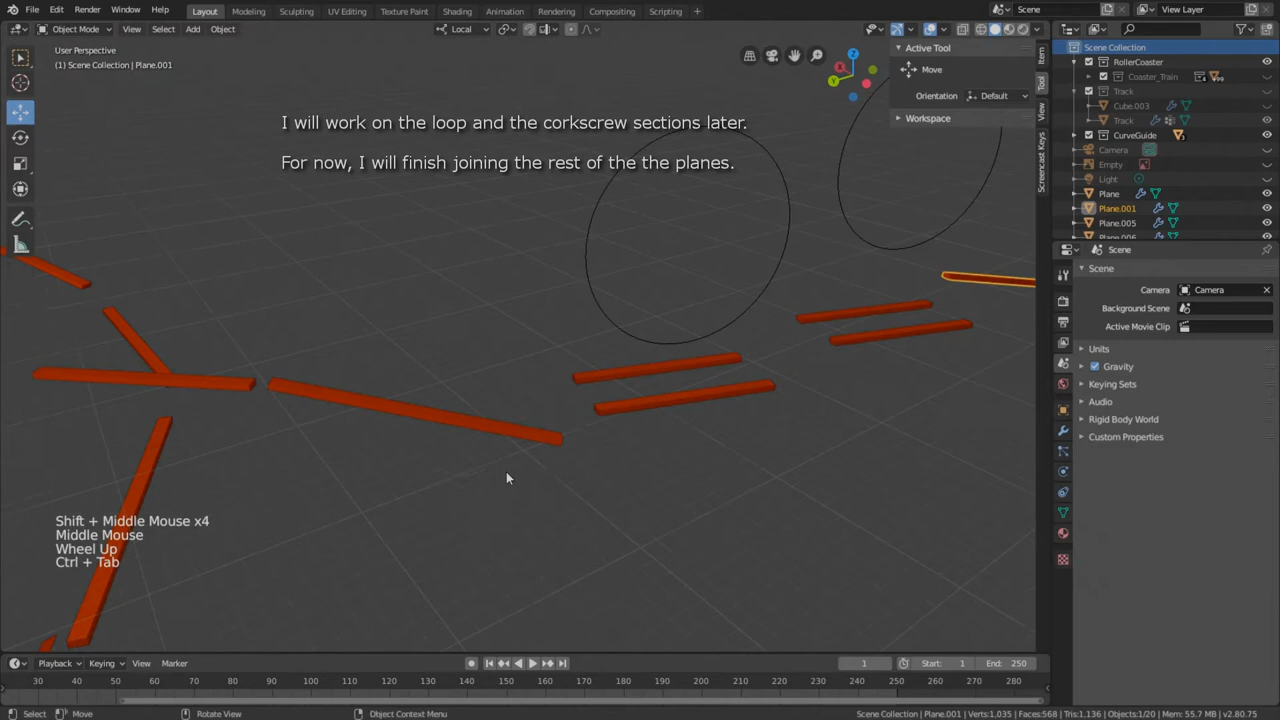 File Edit Render Window Help Layout Modeling Sculpting UV Editing Texture Paint Shading Animation Rendering Compositing Scripting + Scene View Layer
Object Mode View Select Add Object Local
User Perspective
(1) Scene Collection | Plane.001
I will work on the loop and the corkscrew sections later.
For now, I will finish joining the rest of the the planes.
Active Tool
Move
Orientation Default
Workspace
Item
Tool
View
Screencast Keys
Scene Collection
RollerCoaster
Coaster_Train
Track
Cube.003
Track
CurveGuide
Camera
Empty
Light
Plane
Plane.001
Plane.005
Plane.006
Scene
Scene
Camera Camera
Background Scene
Active Movie Clip
Units
Gravity
Keying Sets
Audio
Rigid Body World
Custom Properties
Shift + Middle Mouse x4
Middle Mouse
Wheel Up
Ctrl + Tab
Playback Keying View Marker 1 Start: 1 End: 250
30 40 50 60 70 80 90 100 110 120 130 140 150 160 170 180 190 200 210 220 230 240 250 260 270 280
Select Move Rotate View Object Context Menu Scene Collection | Plane.001 | Verts:1,035 | Faces:568 | Tris:1,136 | Objects:1/20 | Mem: 55.7 MB | v2.80.75